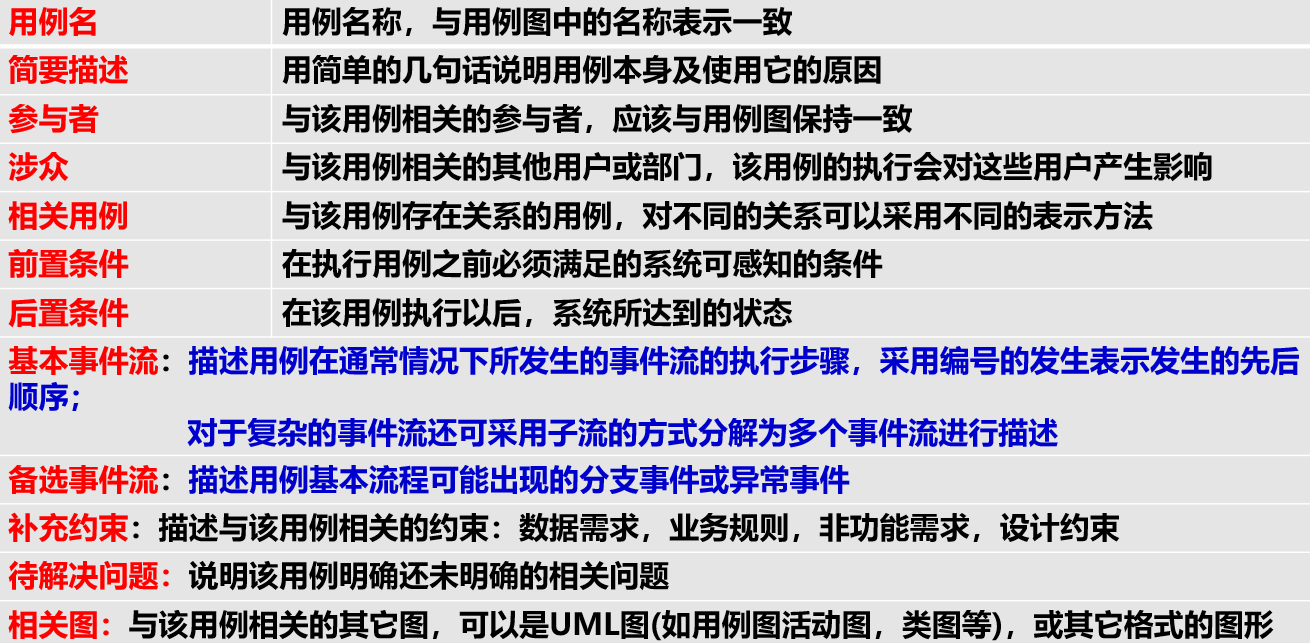 用例名 用例名称，与用例图中的名称表示一致
简要描述 用简单的几句话说明用例本身及使用它的原因
参与者 与该用例相关的参与者，应该与用例图保持一致
涉众 与该用例相关的其他用户或部门，该用例的执行会对这些用户产生影响
相关用例 与该用例存在关系的用例，对不同的关系可以采用不同的表示方法
前置条件 在执行用例之前必须满足的系统可感知的条件
后置条件 在该用例执行以后，系统所达到的状态
基本事件流：描述用例在通常情况下所发生的事件流的执行步骤，采用编号的发生表示发生的先后
顺序；
对于复杂的事件流还可采用子流的方式分解为多个事件流进行描述
备选事件流：描述用例基本流程可能出现的分支事件或异常事件
补充约束：描述与该用例相关的约束：数据需求，业务规则，非功能需求，设计约束
待解决问题：说明该用例明确还未明确的相关问题
相关图：与该用例相关的其它图，可以是UML图(如用例图活动图，类图等)，或其它格式的图形